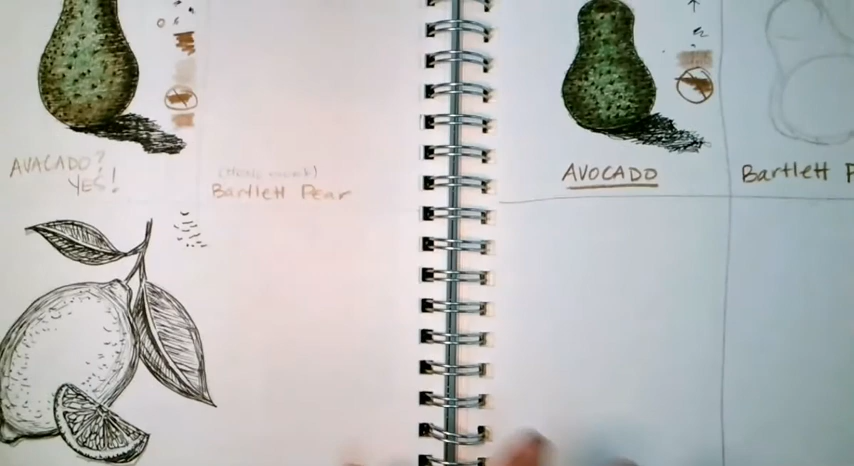 AVACADO?
YES!
Bartlett Pear
AVOCADO
Bartlett P